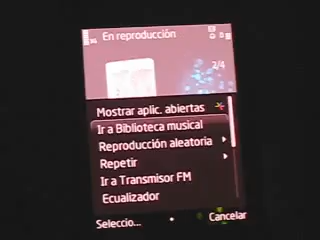 En reproducción
2/4
Mostrar aplic. abiertas
Ir a Biblioteca musical
Reproducción aleatoria
Repetir
Ir a Transmisor FM
Ecualizador
Seleccio... Cancelar